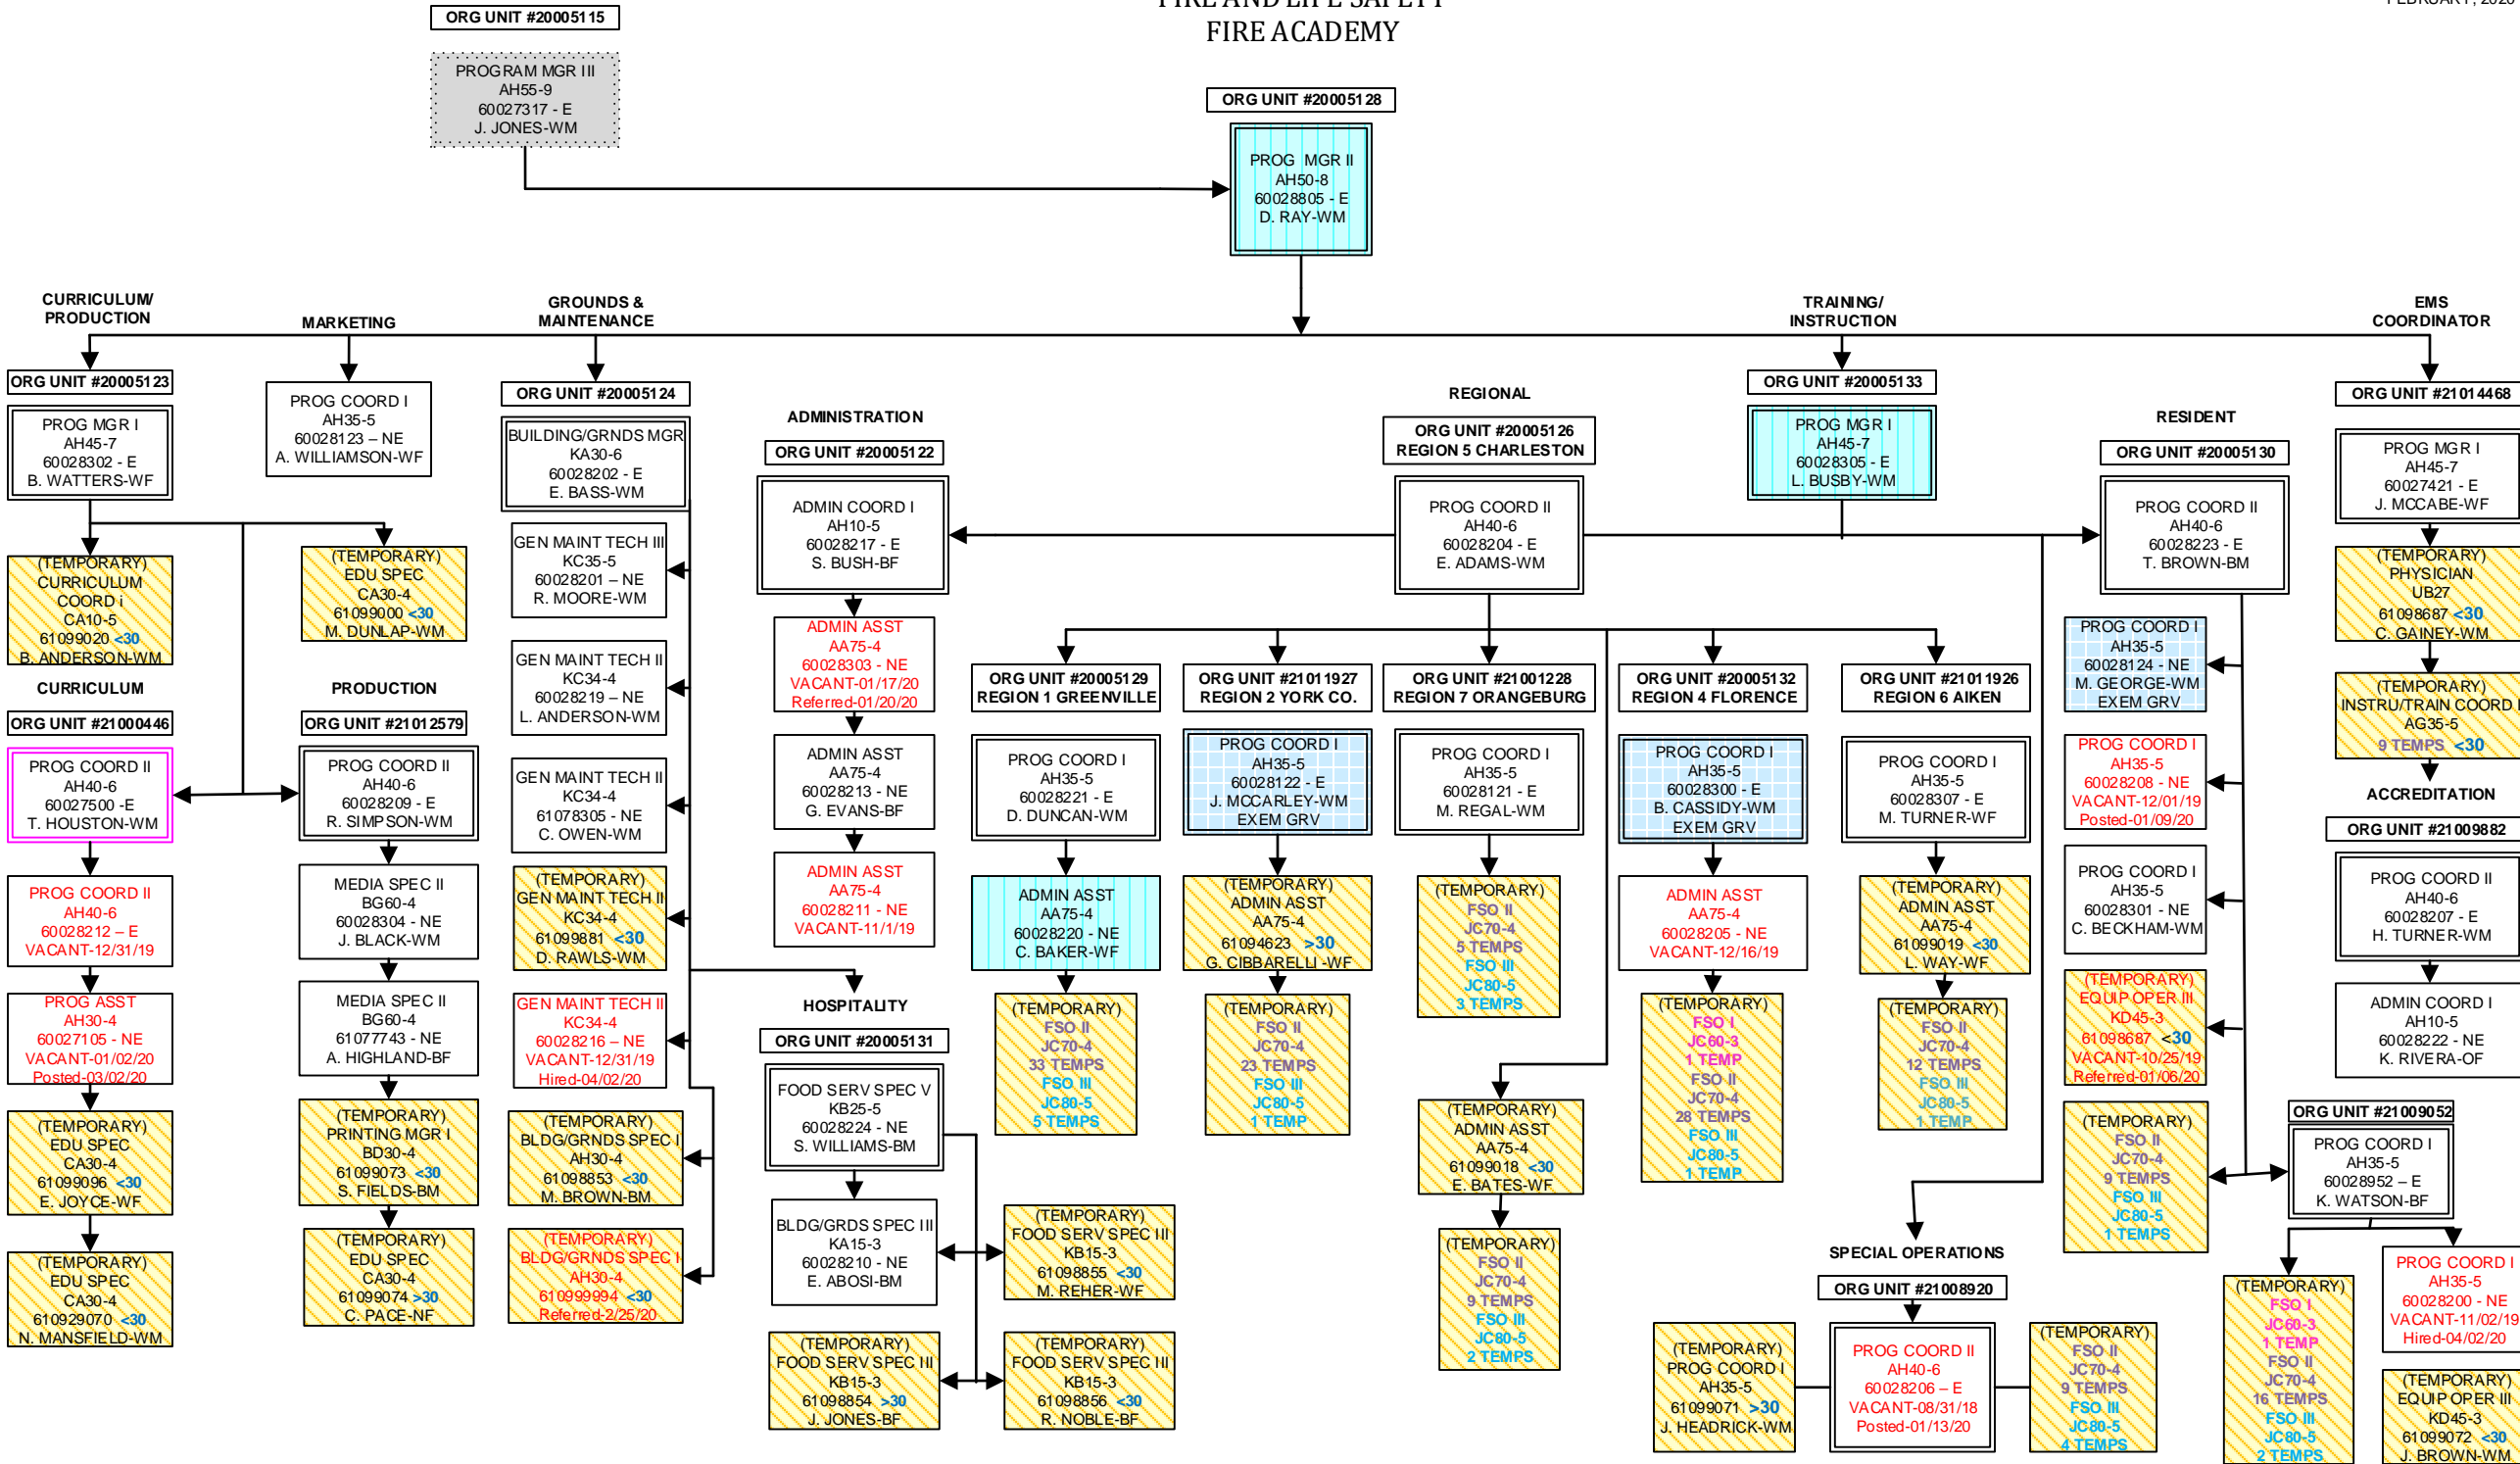 FIRE AND LIFE SAFETY
FIRE ACADEMY
FEBRUARY, 2020
ORG UNIT #20005115
PROGRAM MGR III
AH55-9
60027317 - E
J. JONES-WM
ORG UNIT #20005128
PROG MGR II
AH50-8
60028805 - E
D. RAY-WM
CURRICULUM/
PRODUCTION
MARKETING
GROUNDS &
MAINTENANCE
TRAINING/
INSTRUCTION
EMS
COORDINATOR
ORG UNIT #20005123
PROG MGR I
AH45-7
60028302 - E
B. WATTERS-WF
(TEMPORARY)
CURRICULUM
COORD i
CA10-5
61099020 <30
B. ANDERSON-WM
(TEMPORARY)
EDU SPEC
CA30-4
61099000 <30
M. DUNLAP-WM
CURRICULUM
ORG UNIT #21000446
PROG COORD II
AH40-6
60027500 -E
T. HOUSTON-WM
PROG COORD II
AH40-6
60028212 – E
VACANT-12/31/19
PROG ASST
AH30-4
60027105 - NE
VACANT-01/02/20
Posted-03/02/20
(TEMPORARY)
EDU SPEC
CA30-4
61099096 <30
E. JOYCE-WF
(TEMPORARY)
EDU SPEC
CA30-4
610929070 <30
N. MANSFIELD-WM
PRODUCTION
ORG UNIT #21012579
PROG COORD II
AH40-6
60028209 - E
R. SIMPSON-WM
MEDIA SPEC II
BG60-4
60028304 - NE
J. BLACK-WM
MEDIA SPEC II
BG60-4
61077743 - NE
A. HIGHLAND-BF
(TEMPORARY)
PRINTING MGR I
BD30-4
61099073 <30
S. FIELDS-BM
(TEMPORARY)
EDU SPEC
CA30-4
61099074 >30
C. PACE-NF
PROG COORD I
AH35-5
60028123 – NE
A. WILLIAMSON-WF
ORG UNIT #20005124
BUILDING/GRNDS MGR
KA30-6
60028202 - E
E. BASS-WM
GEN MAINT TECH III
KC35-5
60028201 – NE
R. MOORE-WM
GEN MAINT TECH II
KC34-4
60028219 – NE
L. ANDERSON-WM
GEN MAINT TECH II
KC34-4
61078305 - NE
C. OWEN-WM
(TEMPORARY)
GEN MAINT TECH II
KC34-4
61099881 <30
D. RAWLS-WM
GEN MAINT TECH II
KC34-4
60028216 – NE
VACANT-12/31/19
Hired-04/02/20
(TEMPORARY)
BLDG/GRNDS SPEC I
AH30-4
61098853 <30
M. BROWN-BM
(TEMPORARY)
BLDG/GRNDS SPEC I
AH30-4
610999994 <30
Referred-2/25/20
HOSPITALITY
ORG UNIT #20005131
FOOD SERV SPEC V
KB25-5
60028224 - NE
S. WILLIAMS-BM
BLDG/GRDS SPEC III
KA15-3
60028210 - NE
E. ABOSI-BM
(TEMPORARY)
FOOD SERV SPEC III
KB15-3
61098855 <30
M. REHER-WF
(TEMPORARY)
FOOD SERV SPEC III
KB15-3
61098854 >30
J. JONES-BF
(TEMPORARY)
FOOD SERV SPEC III
KB15-3
61098856 <30
R. NOBLE-BF
ADMINISTRATION
ORG UNIT #20005122
ADMIN COORD I
AH10-5
60028217 - E
S. BUSH-BF
ADMIN ASST
AA75-4
60028303 - NE
VACANT-01/17/20
Referred-01/20/20
ADMIN ASST
AA75-4
60028213 - NE
G. EVANS-BF
ADMIN ASST
AA75-4
60028211 - NE
VACANT-11/1/19
ORG UNIT #20005133
PROG MGR I
AH45-7
60028305 - E
L. BUSBY-WM
REGIONAL
ORG UNIT #20005126
REGION 5 CHARLESTON
PROG COORD II
AH40-6
60028204 - E
E. ADAMS-WM
ORG UNIT #20005129
REGION 1 GREENVILLE
PROG COORD I
AH35-5
60028221 - E
D. DUNCAN-WM
ADMIN ASST
AA75-4
60028220 - NE
C. BAKER-WF
(TEMPORARY)
FSO II
JC70-4
33 TEMPS
FSO III
JC80-5
5 TEMPS
ORG UNIT #21011927
REGION 2 YORK CO.
PROG COORD I
AH35-5
60028122 - E
J. MCCARLEY-WM
EXEM GRV
(TEMPORARY)
ADMIN ASST
AA75-4
61094623 >30
G. CIBBARELLI -WF
(TEMPORARY)
FSO II
JC70-4
23 TEMPS
FSO III
JC80-5
1 TEMP
ORG UNIT #21001228
REGION 7 ORANGEBURG
PROG COORD I
AH35-5
60028121 - E
M. REGAL-WM
(TEMPORARY)
FSO II
JC70-4
5 TEMPS
FSO III
JC80-5
3 TEMPS
(TEMPORARY)
ADMIN ASST
AA75-4
61099018 <30
E. BATES-WF
(TEMPORARY)
FSO II
JC70-4
9 TEMPS
FSO III
JC80-5
2 TEMPS
ORG UNIT #20005132
REGION 4 FLORENCE
PROG COORD I
AH35-5
60028300 - E
B. CASSIDY-WM
EXEM GRV
ADMIN ASST
AA75-4
60028205 - NE
VACANT-12/16/19
(TEMPORARY)
FSO I
JC60-3
1 TEMP
FSO II
JC70-4
28 TEMPS
FSO III
JC80-5
1 TEMP
ORG UNIT #21011926
REGION 6 AIKEN
PROG COORD I
AH35-5
60028307 - E
M. TURNER-WF
(TEMPORARY)
ADMIN ASST
AA75-4
61099019 <30
L. WAY-WF
(TEMPORARY)
FSO II
JC70-4
12 TEMPS
FSO III
JC80-5
1 TEMP
SPECIAL OPERATIONS
ORG UNIT #21008920
(TEMPORARY)
PROG COORD I
AH35-5
61099071 >30
J. HEADRICK-WM
PROG COORD II
AH40-6
60028206 – E
VACANT-08/31/18
Posted-01/13/20
(TEMPORARY)
FSO II
JC70-4
9 TEMPS
FSO III
JC80-5
4 TEMPS
RESIDENT
ORG UNIT #20005130
PROG COORD II
AH40-6
60028223 - E
T. BROWN-BM
PROG COORD I
AH35-5
60028124 - NE
M. GEORGE-WM
EXEM GRV
PROG COORD I
AH35-5
60028208 - NE
VACANT-12/01/19
Posted-01/09/20
PROG COORD I
AH35-5
60028301 - NE
C. BECKHAM-WM
(TEMPORARY)
EQUIP OPER III
KD45-3
61098687 <30
VACANT-10/25/19
Referred-01/06/20
(TEMPORARY)
FSO II
JC70-4
9 TEMPS
FSO III
JC80-5
1 TEMPS
ORG UNIT #21009052
PROG COORD I
AH35-5
60028952 – E
K. WATSON-BF
(TEMPORARY)
FSO I
JC60-3
1 TEMP
FSO II
JC70-4
16 TEMPS
FSO III
JC80-5
2 TEMPS
PROG COORD I
AH35-5
60028200 - NE
VACANT-11/02/19
Hired-04/02/20
(TEMPORARY)
EQUIP OPER III
KD45-3
61099072 <30
J. BROWN-WM
ORG UNIT #21014468
PROG MGR I
AH45-7
60027421 - E
J. MCCABE-WF
(TEMPORARY)
PHYSICIAN
UB27
61098687 <30
C. GAINEY-WM
(TEMPORARY)
INSTRU/TRAIN COORD I
AG35-5
9 TEMPS <30
ACCREDITATION
ORG UNIT #21009882
PROG COORD II
AH40-6
60028207 - E
H. TURNER-WM
ADMIN COORD I
AH10-5
60028222 - NE
K. RIVERA-OF